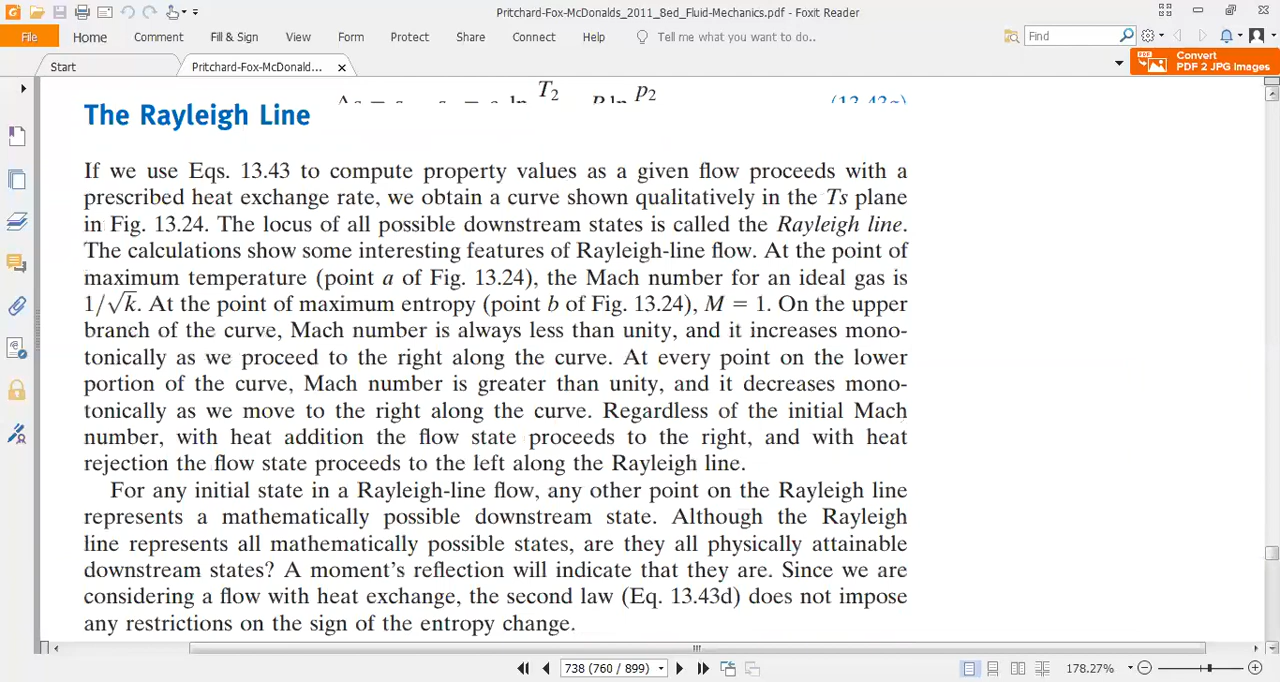 Pritchard-Fox-McDonalds_2011_8ed_Fluid-Mechanics.pdf - Foxit Reader
File Home Comment Fill & Sign View Form Protect Share Connect Help Tell me what you want to do.. Find
Start Pritchard-Fox-McDonald... Convert
PDF 2 JPG Images
T2 p2
The Rayleigh Line
If we use Eqs. 13.43 to compute property values as a given flow proceeds with a
prescribed heat exchange rate, we obtain a curve shown qualitatively in the Ts plane
in Fig. 13.24. The locus of all possible downstream states is called the Rayleigh line.
The calculations show some interesting features of Rayleigh-line flow. At the point of
maximum temperature (point a of Fig. 13.24), the Mach number for an ideal gas is
1/√k. At the point of maximum entropy (point b of Fig. 13.24), M = 1. On the upper
branch of the curve, Mach number is always less than unity, and it increases mono-
tonically as we proceed to the right along the curve. At every point on the lower
portion of the curve, Mach number is greater than unity, and it decreases mono-
tonically as we move to the right along the curve. Regardless of the initial Mach
number, with heat addition the flow state proceeds to the right, and with heat
rejection the flow state proceeds to the left along the Rayleigh line.
For any initial state in a Rayleigh-line flow, any other point on the Rayleigh line
represents a mathematically possible downstream state. Although the Rayleigh
line represents all mathematically possible states, are they all physically attainable
downstream states? A moment's reflection will indicate that they are. Since we are
considering a flow with heat exchange, the second law (Eq. 13.43d) does not impose
any restrictions on the sign of the entropy change.
738 (760 / 899) 178.27%